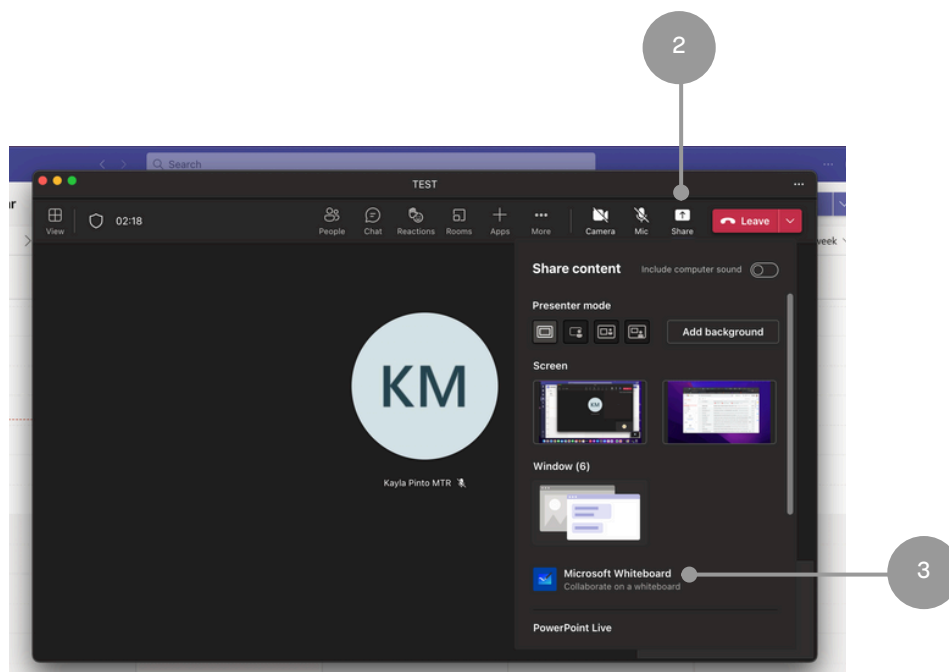 2
Search
TEST
ar
View
02:18
People
Chat
Reactions
Rooms
Apps
More
Camera
Mic
Share
Leave
week
Share content
Include computer sound
Presenter mode
Add background
Screen
KM
Kayla Pinto MTR
Window (6)
Microsoft Whiteboard
Collaborate on a whiteboard
3
PowerPoint Live